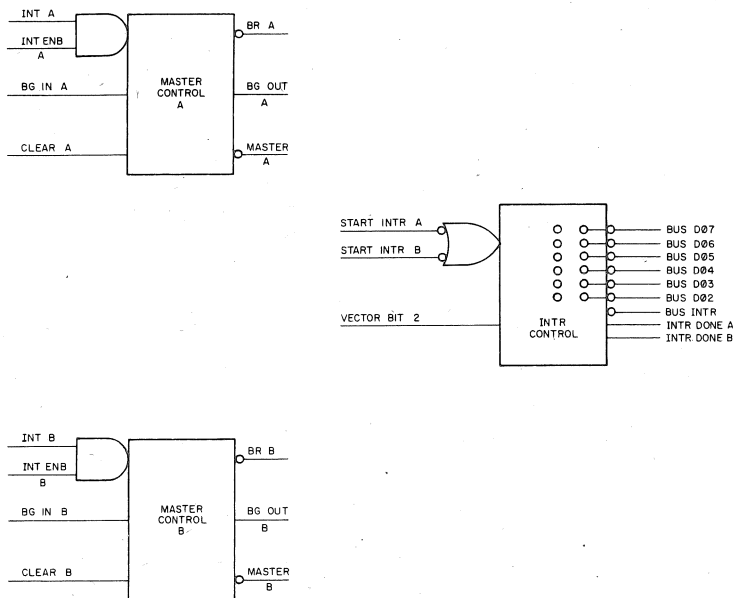 INT A
INT ENB
A
BG IN A
CLEAR A
MASTER
CONTROL
A
BR A
BG OUT
A
MASTER
A
START INTR A
START INTR B
VECTOR BIT 2
INTR
CONTROL
BUS DØ7
BUS DØ6
BUS DØ5
BUS DØ4
BUS DØ3
BUS DØ2
BUS INTR
INTR DONE A
INTR DONE B
INT B
INT ENB
B
BG IN B
CLEAR B
MASTER
CONTROL
B
BR B
BG OUT
B
MASTER
B